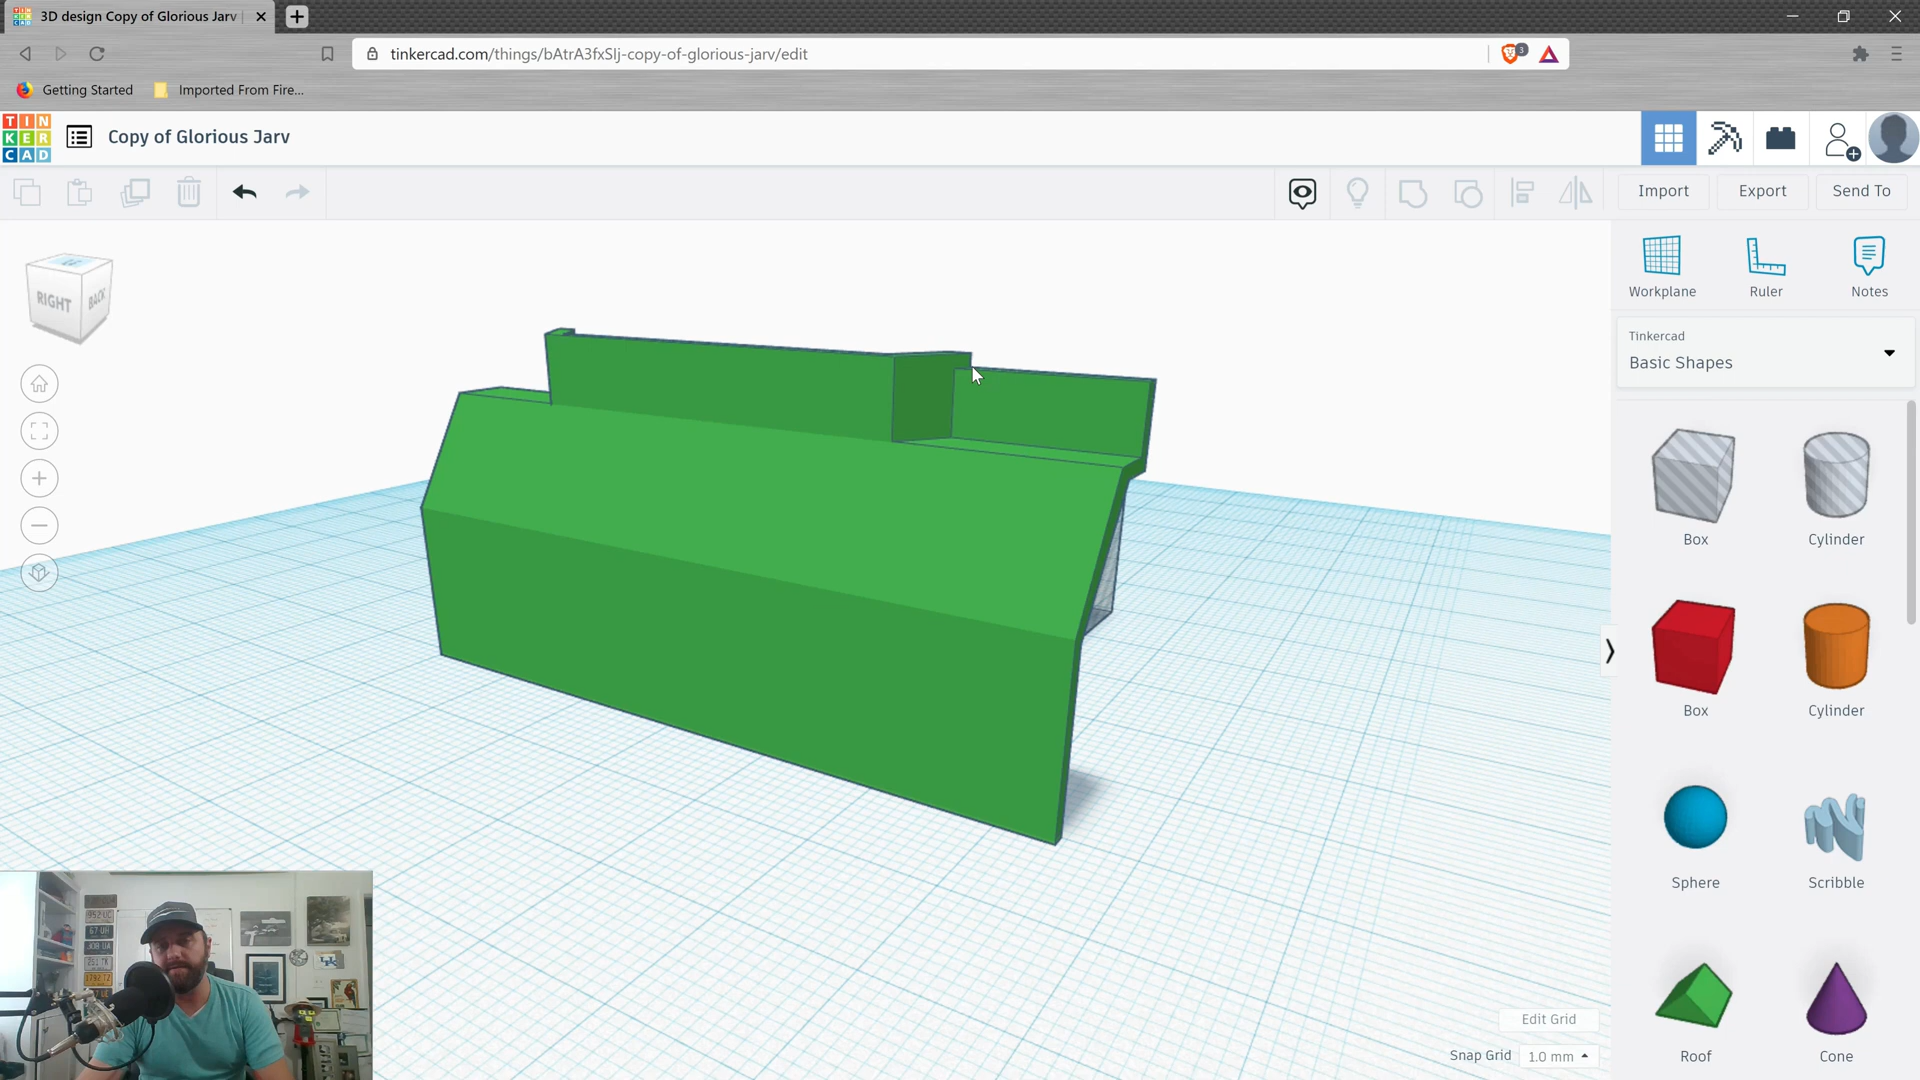 3D design Copy of Glorious Jarv
tinkercad.com/things/bAtrA3fxSlj-copy-of-glorious-jarv/edit
3
Getting Started
Imported From Fire...
TIN
KER
CAD
Copy of Glorious Jarv
Import
Export
Send To
RIGHT
BACK
Workplane
Ruler
Notes
Tinkercad
Basic Shapes
Box
Cylinder
Box
Cylinder
Sphere
Scribble
Roof
Cone
Edit Grid
Snap Grid
1.0 mm